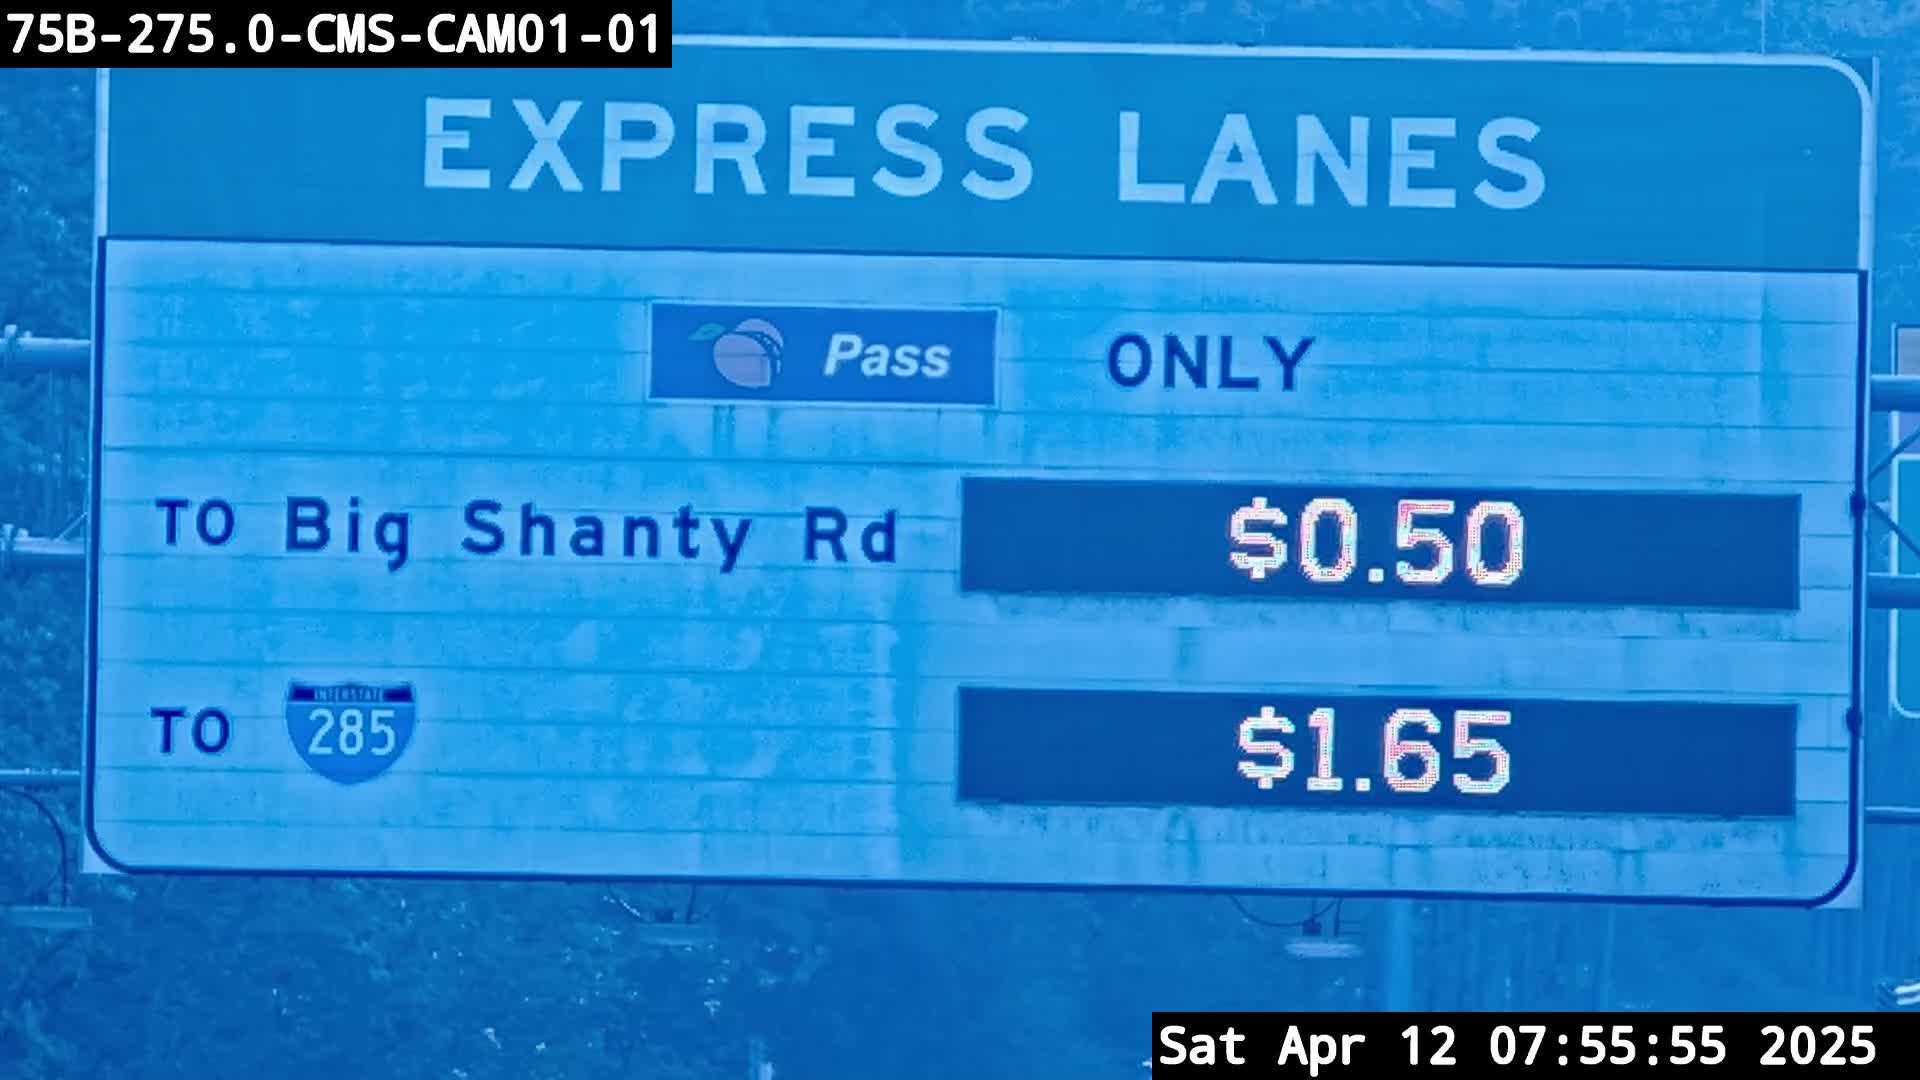 75B-275.0-CMS-CAM01-01
EXPRESS LANES
Pass ONLY
TO Big Shanty Rd $0.50
INTERSTATE
TO 285 $1.65
Sat Apr 12 07:55:55 2025